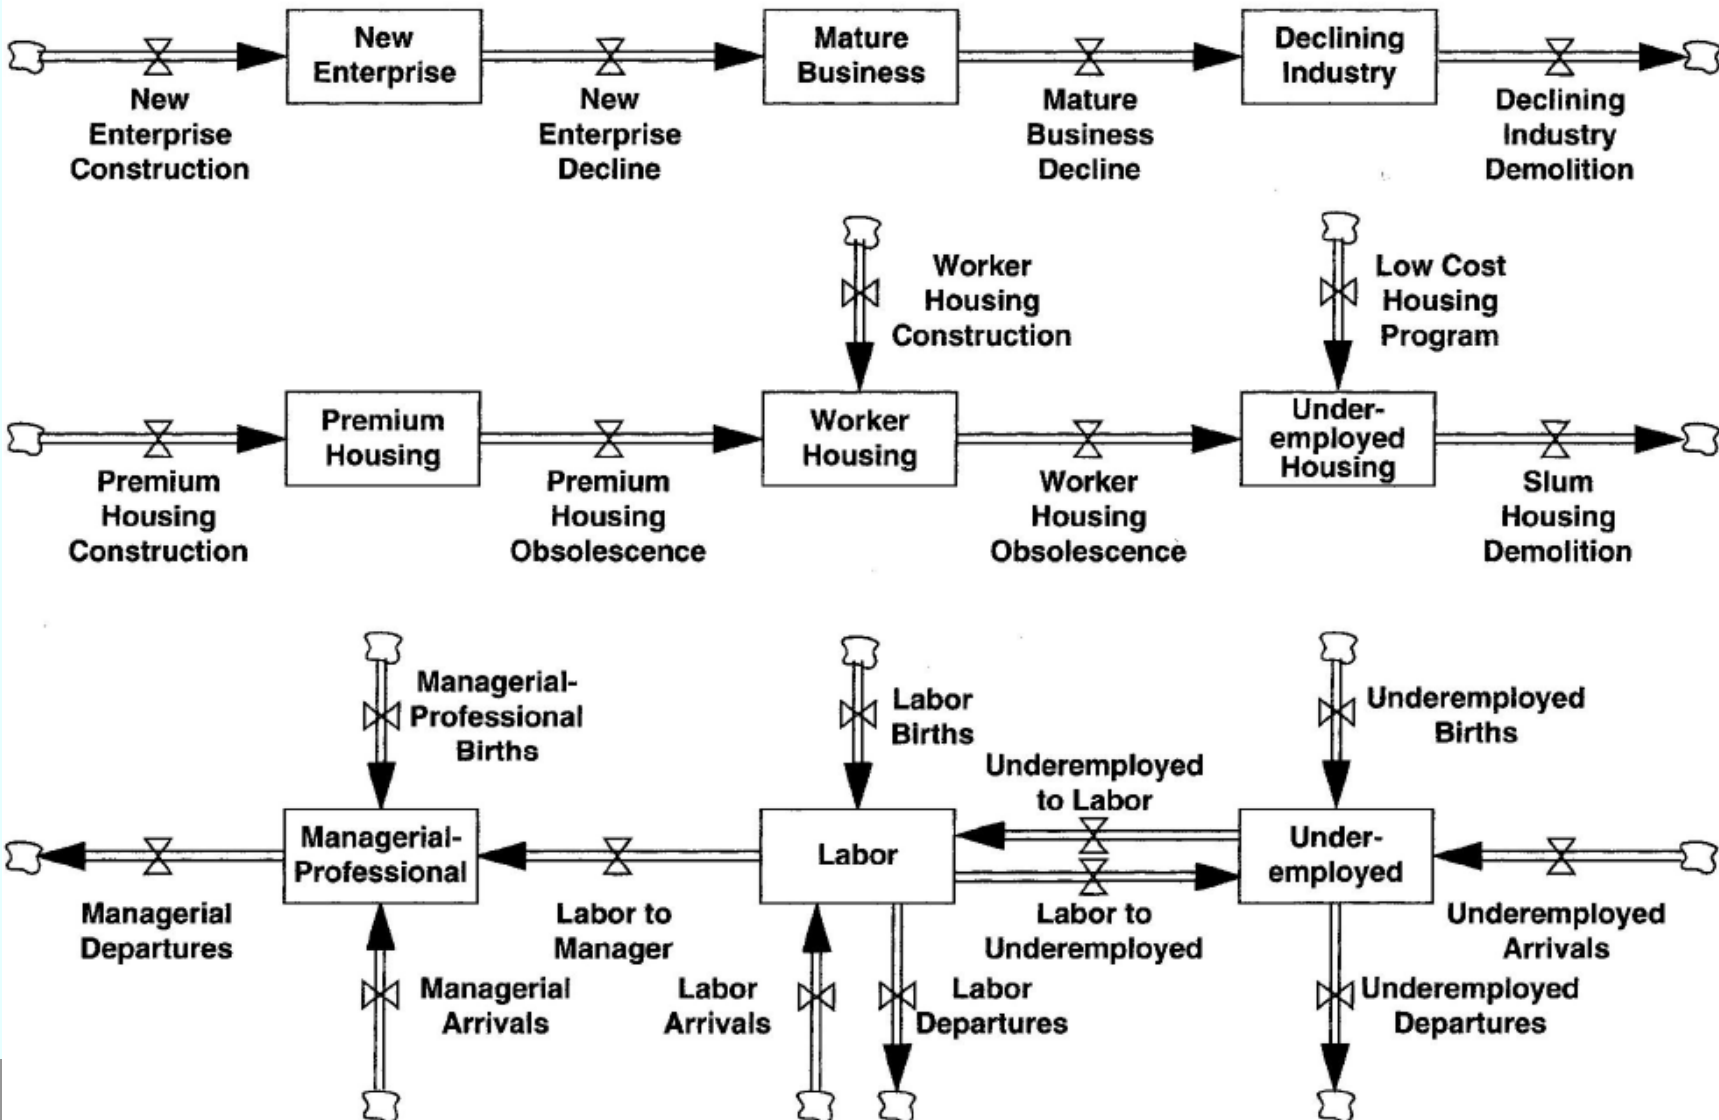 New
Enterprise
Mature
Business
Declining
Industry
New
Enterprise
Construction
New
Enterprise
Decline
Mature
Business
Decline
Declining
Industry
Demolition
Worker
Housing
Construction
Low Cost
Housing
Program
Premium
Housing
Worker
Housing
Under-
employed
Housing
Premium
Housing
Construction
Premium
Housing
Obsolescence
Worker
Housing
Obsolescence
Slum
Housing
Demolition
Managerial-
Professional
Births
Labor
Births
Underemployed
Births
Underemployed
to Labor
Managerial-
Professional
Labor
Under-
employed
Managerial
Departures
Labor to
Manager
Labor to
Underemployed
Underemployed
Arrivals
Managerial
Arrivals
Labor
Arrivals
Labor
Departures
Underemployed
Departures